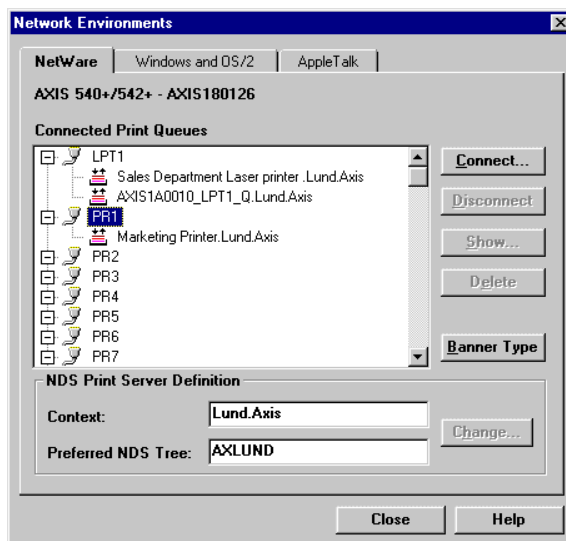 Network Environments
NetWare
Windows and OS/2
AppleTalk
AXIS 540+/542+ - AXIS180126
Connected Print Queues
LPT1
Sales Department Laser printer .Lund.Axis
AXIS1A0010_LPT1_Q.Lund.Axis
PR1
Marketing Printer.Lund.Axis
PR2
PR3
PR4
PR5
PR6
PR7
Connect...
Disconnect
Show...
Delete
Banner Type
NDS Print Server Definition
Context: Lund.Axis
Preferred NDS Tree: AXLUND
Change...
Close
Help